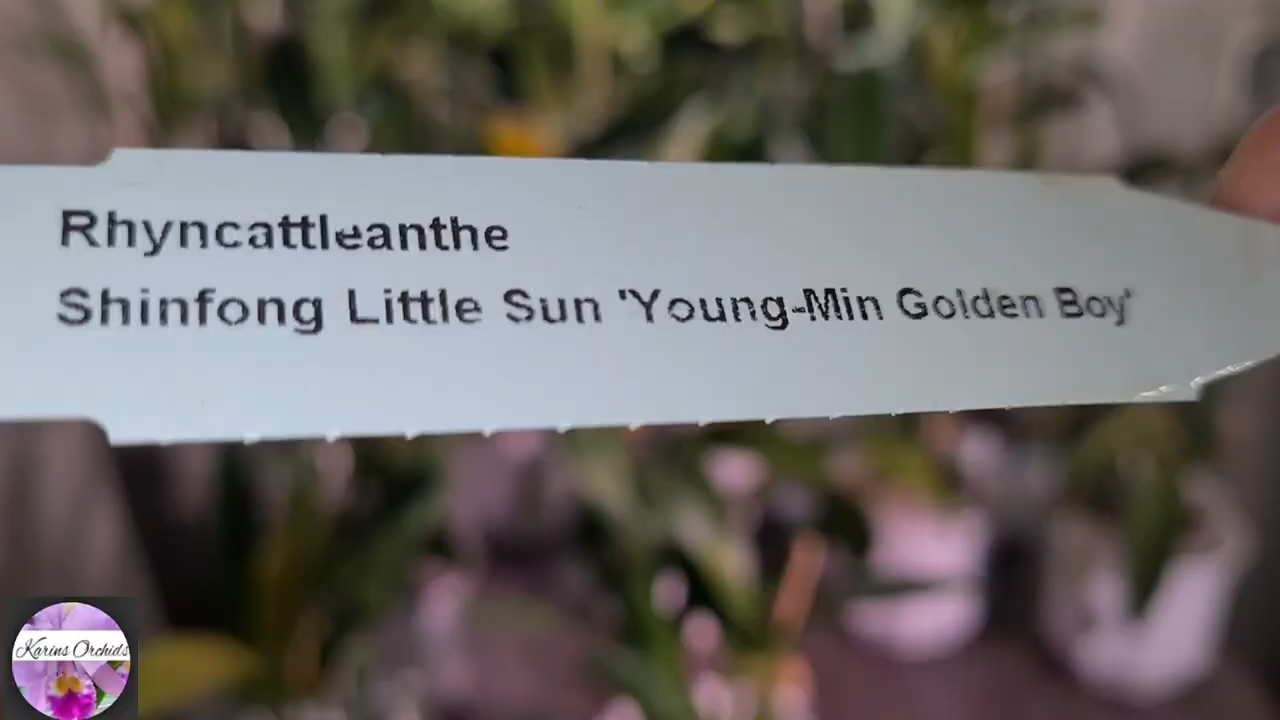 Rhyncattleanthe
Shinfong Little Sun 'Young-Min Golden Boy'
Karins Orchids